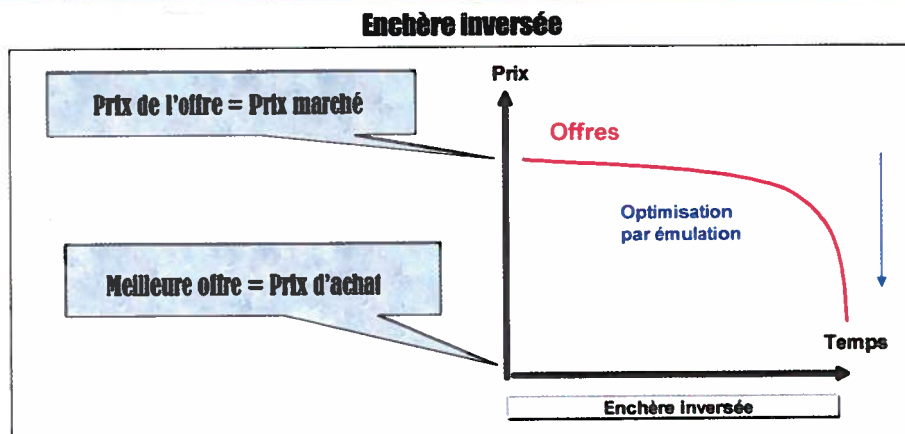 Enchère inversée
Prix
Prix de l'offre = Prix marché
Offres
Optimisation
par émulation
Meilleure offre = Prix d'achat
Temps
Enchère inversée